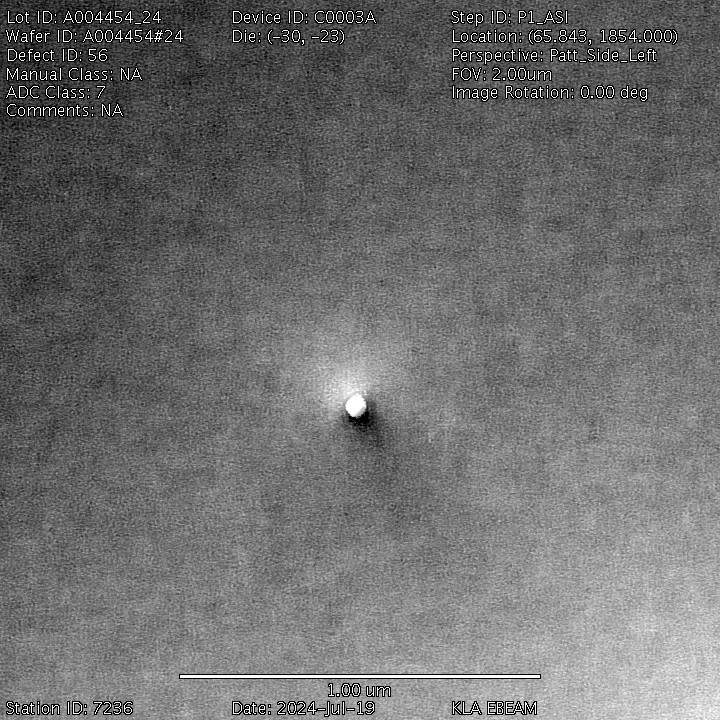 Lot ID: A004454_24
Wafer ID: A004454#24
Defect ID: 56
Manual Class: NA
ADC Class: 7
Comments: NA
Device ID: C0003A
Die: (-30, -23)
Step ID: P1_ASI
Location: (65.843, 1854.000)
Perspective: Patt_Side_Left
FOV: 2.00um
Image Rotation: 0.00 deg
1.00 um
Station ID: 7236
Date: 2024-Jul-19
KLA EBEAM